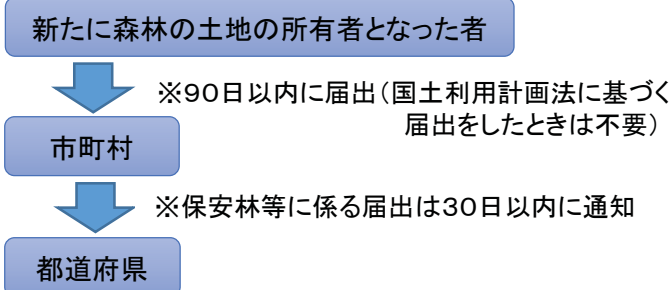 新たに森林の土地の所有者となった者
※90日以内に届出（国土利用計画法に基づく
届出をしたときは不要）
市町村
※保安林等に係る届出は30日以内に通知
都道府県